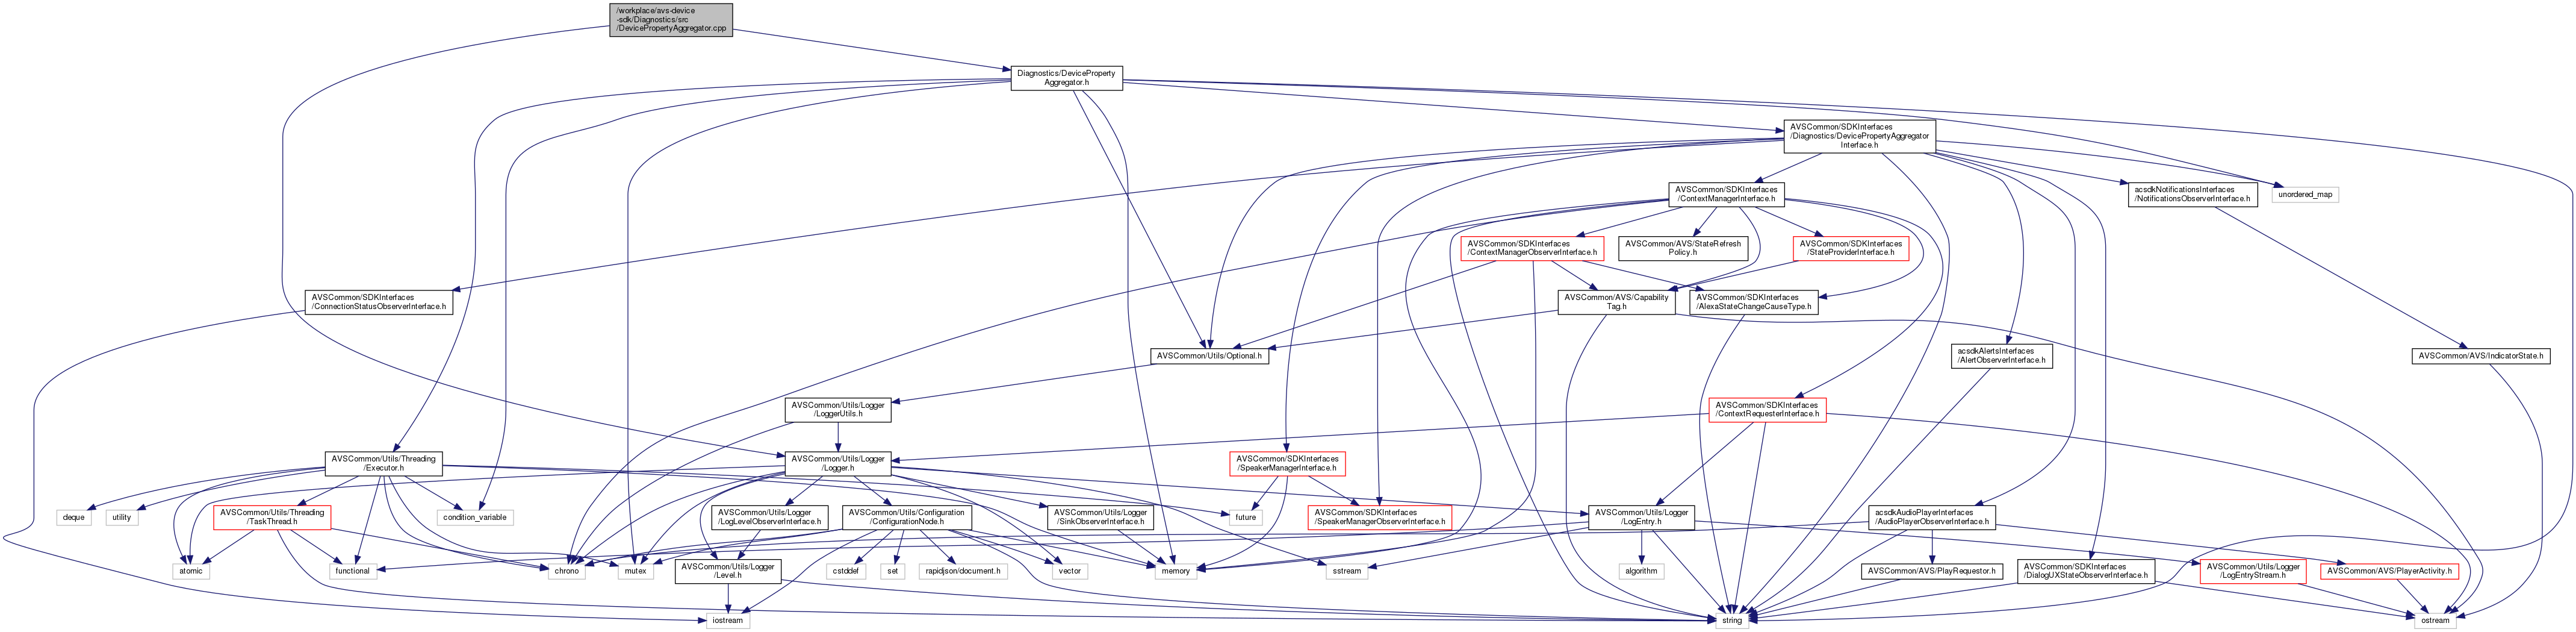 /workplace/avs-device
-sdk/Diagnostics/src
/DevicePropertyAggregator.cpp
Diagnostics/DeviceProperty
Aggregator.h
AVSCommon/SDKInterfaces
/Diagnostics/DevicePropertyAggregator
Interface.h
AVSCommon/SDKInterfaces
/ContextManagerInterface.h
acsdkNotificationsInterfaces
/NotificationsObserverInterface.h
unordered_map
AVSCommon/SDKInterfaces
/ContextManagerObserverInterface.h
AVSCommon/AVS/StateRefresh
Policy.h
AVSCommon/SDKInterfaces
/StateProviderInterface.h
AVSCommon/SDKInterfaces
/ConnectionStatusObserverInterface.h
AVSCommon/AVS/Capability
Tag.h
AVSCommon/SDKInterfaces
/AlexaStateChangeCauseType.h
AVSCommon/Utils/Optional.h
acsdkAlertsInterfaces
/AlertObserverInterface.h
AVSCommon/AVS/IndicatorState.h
AVSCommon/Utils/Logger
/LoggerUtils.h
AVSCommon/SDKInterfaces
/ContextRequesterInterface.h
AVSCommon/Utils/Threading
/Executor.h
AVSCommon/Utils/Logger
/Logger.h
AVSCommon/SDKInterfaces
/SpeakerManagerInterface.h
deque
utility
AVSCommon/Utils/Threading
/TaskThread.h
condition_variable
AVSCommon/Utils/Logger
/LogLevelObserverInterface.h
AVSCommon/Utils/Configuration
/ConfigurationNode.h
AVSCommon/Utils/Logger
/SinkObserverInterface.h
future
AVSCommon/SDKInterfaces
/SpeakerManagerObserverInterface.h
AVSCommon/Utils/Logger
/LogEntry.h
acsdkAudioPlayerInterfaces
/AudioPlayerObserverInterface.h
atomic
functional
chrono
mutex
AVSCommon/Utils/Logger
/Level.h
cstddef
set
rapidjson/document.h
vector
memory
sstream
algorithm
AVSCommon/AVS/PlayRequestor.h
AVSCommon/SDKInterfaces
/DialogUXStateObserverInterface.h
AVSCommon/Utils/Logger
/LogEntryStream.h
AVSCommon/AVS/PlayerActivity.h
iostream
string
ostream